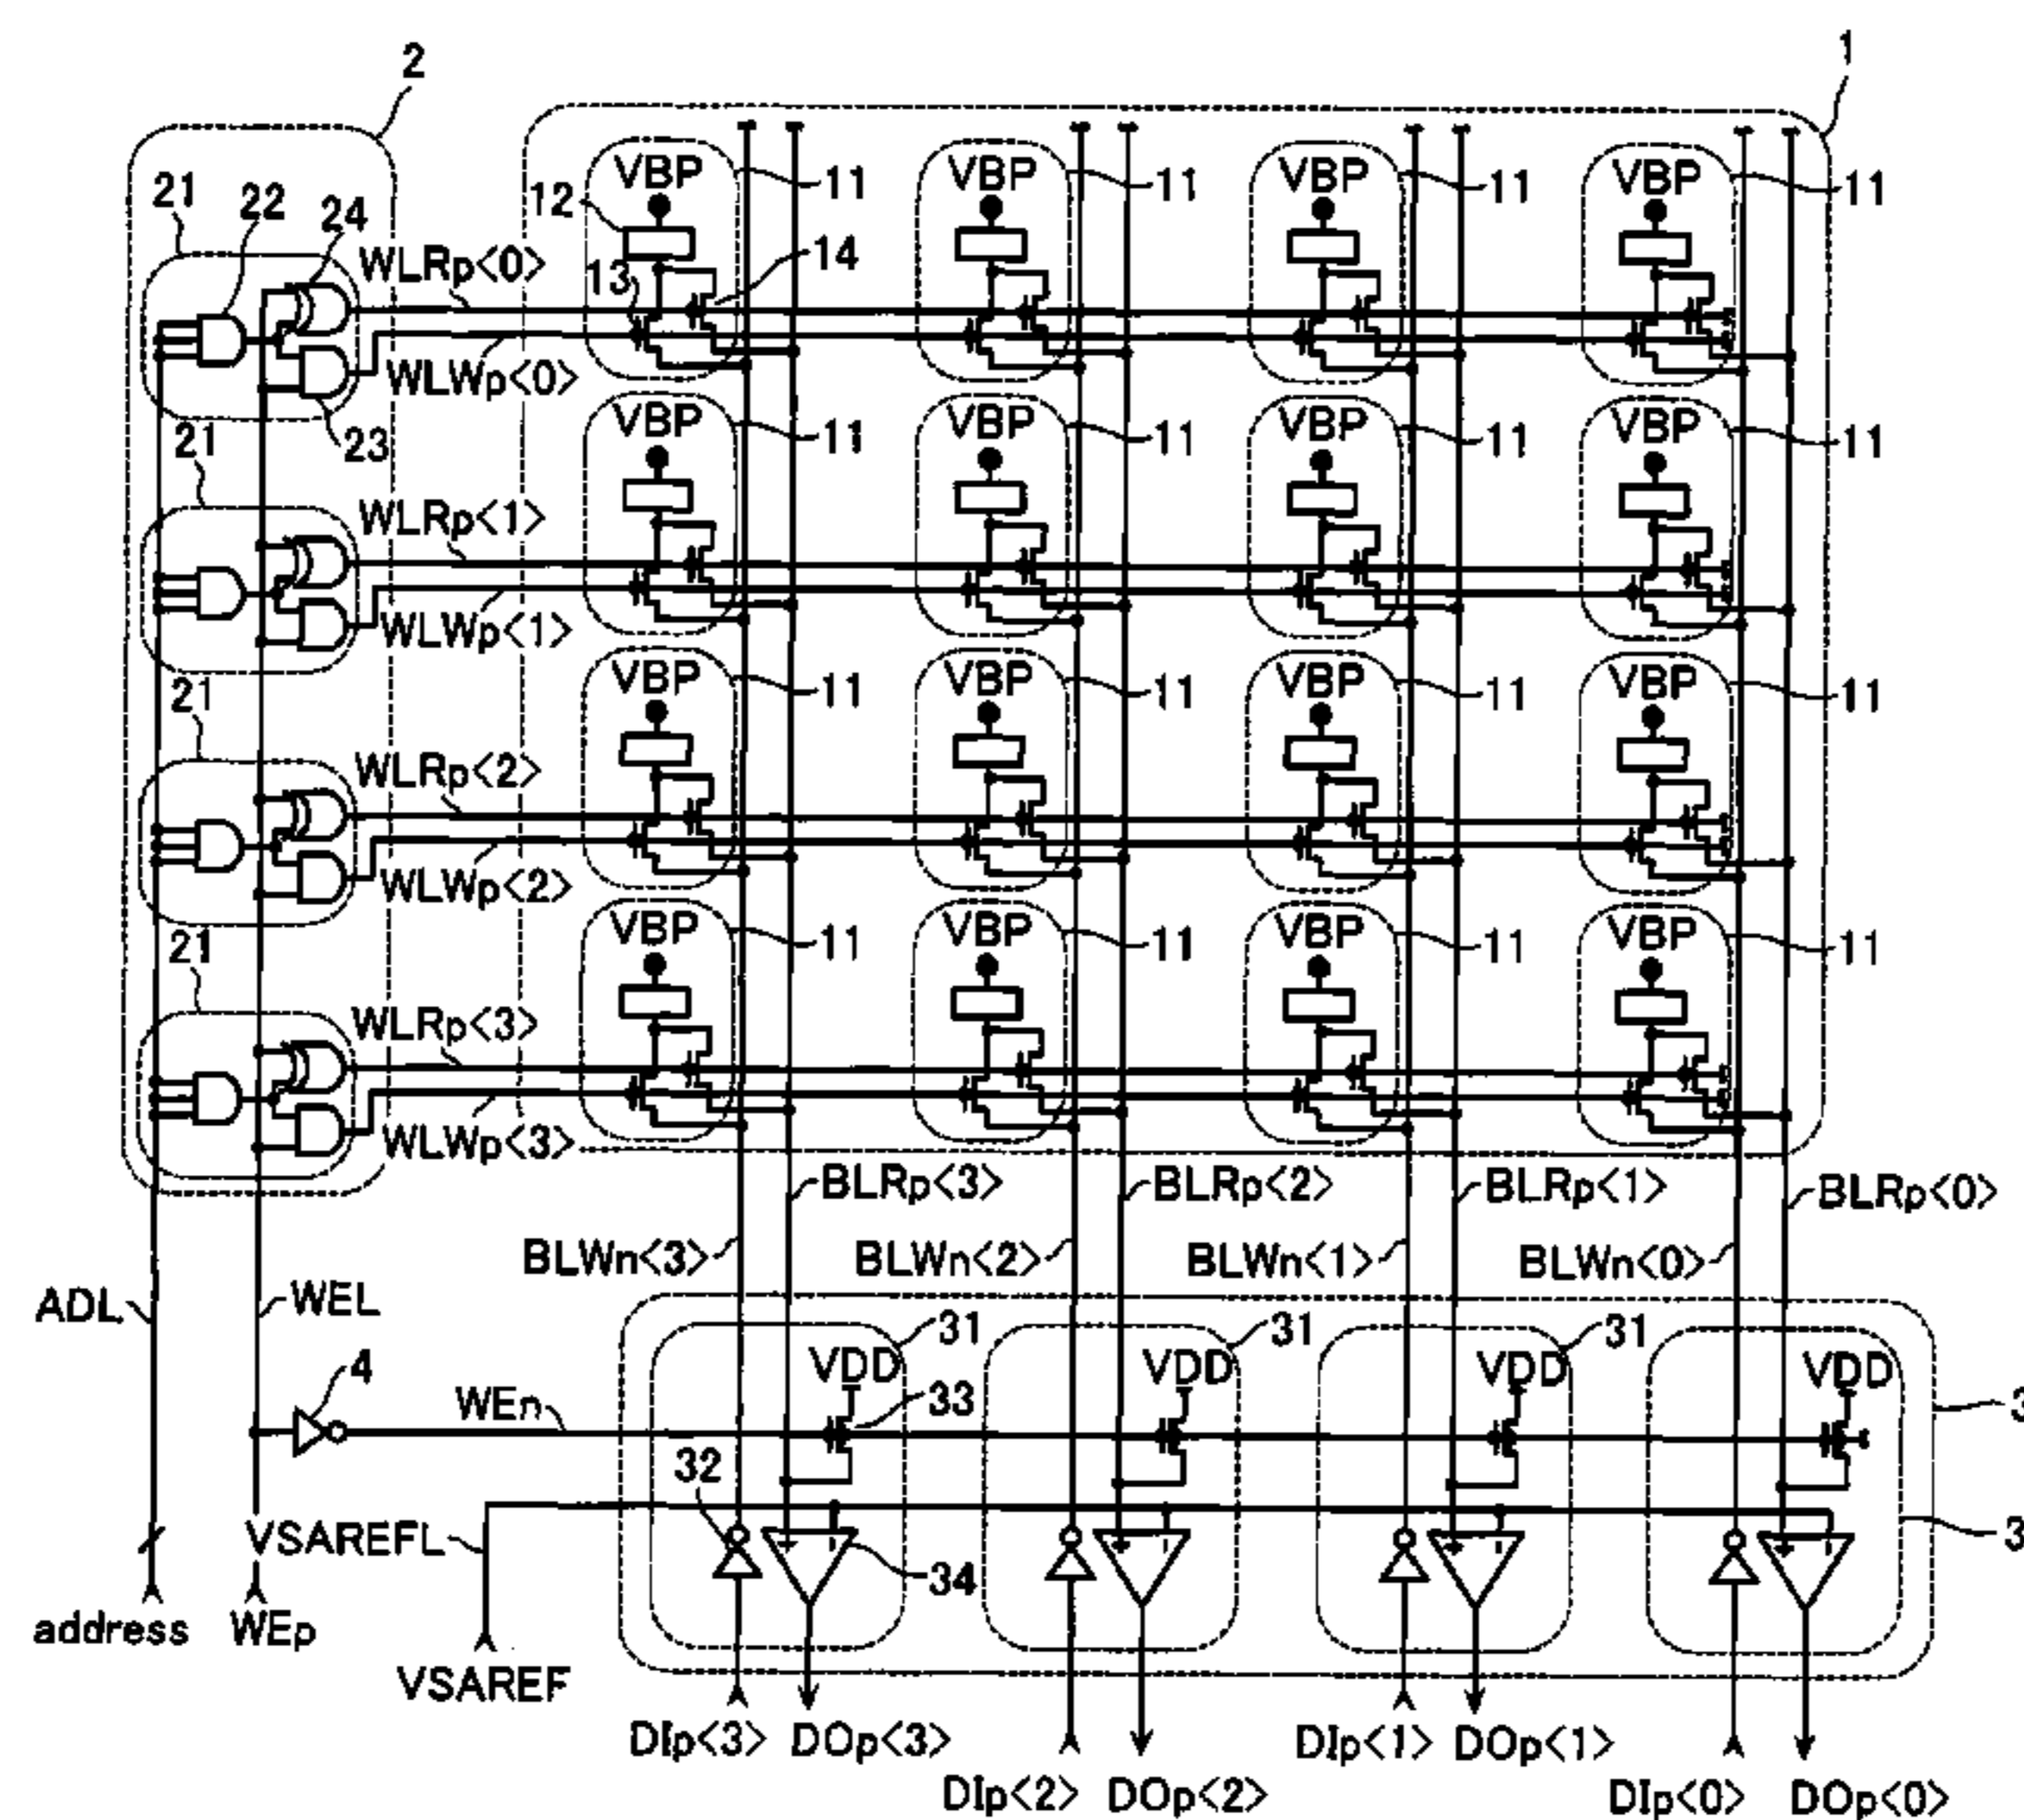 2
1
VBP VBP VBP VBP
21 22 24 12 11 11 11 11
WLRp<0> 13 14
WLWp<0>
23
21 VBP 11 VBP 11 VBP 11 VBP 11
WLRp<1>
WLWp<1>
21 VBP 11 VBP 11 VBP 11 VBP 11
WLRp<2>
WLWp<2>
21 VBP 11 VBP 11 VBP 11 VBP 11
WLRp<3>
WLWp<3>
BLRp<3> BLRp<2> BLRp<1> BLRp<0>
BLWn<3> BLWn<2> BLWn<1> BLWn<0>
ADL WEL
31 31 31
4 VDD VDD VDD VDD
WEn 33 3
32
VSAREFL 34 3
address WEp
VSAREF
DIp<3> DOp<3> DIp<1> DOp<1>
DIp<2> DOp<2> DIp<0> DOp<0>